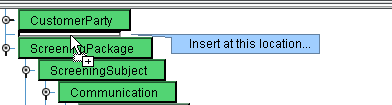 CustomerParty
Insert at this location...
ScreeningPackage
ScreeningSubject
Communication